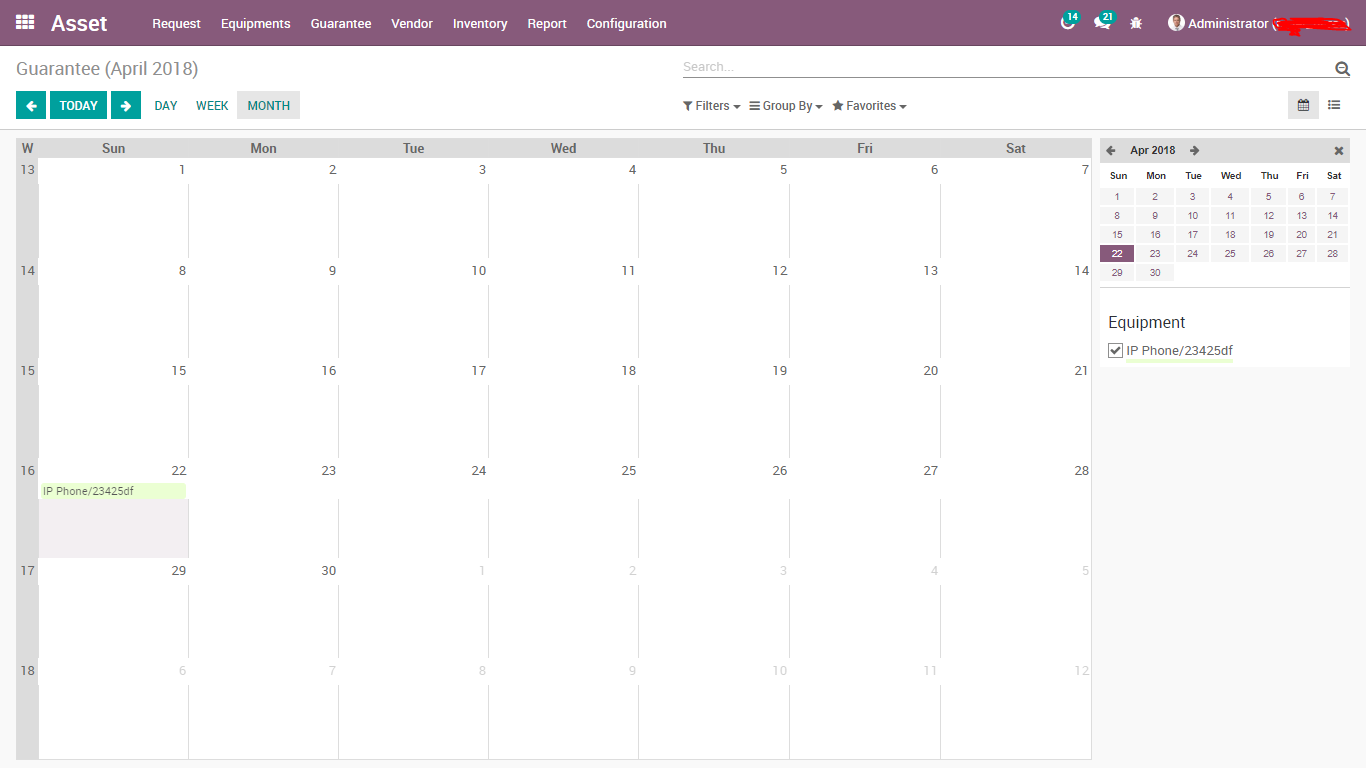 Asset Request Equipments Guarantee Vendor Inventory Report Configuration 14 21 Administrator (
Guarantee (April 2018)
Search...
TODAY DAY WEEK MONTH
Filters Group By Favorites
W Sun Mon Tue Wed Thu Fri Sat
13 1 2 3 4 5 6 7
14 8 9 10 11 12 13 14
15 15 16 17 18 19 20 21
16 22 23 24 25 26 27 28
IP Phone/23425df
17 29 30 1 2 3 4 5
18 6 7 8 9 10 11 12
Apr 2018
Sun Mon Tue Wed Thu Fri Sat
1 2 3 4 5 6 7
8 9 10 11 12 13 14
15 16 17 18 19 20 21
22 23 24 25 26 27 28
29 30
Equipment
IP Phone/23425df